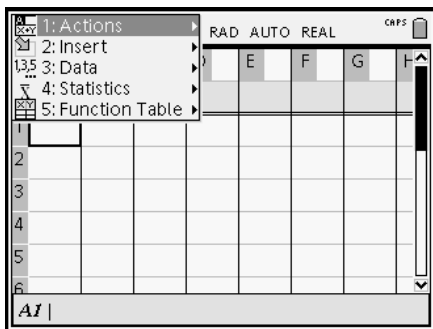 1: Actions
RAD AUTO REAL
CAPS
2: Insert
3: Data
E F G H
4: Statistics
5: Function Table
1
2
3
4
5
6
A1